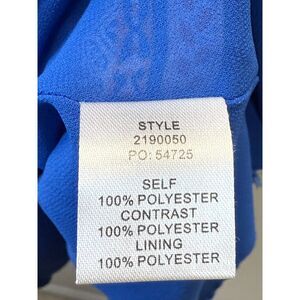 STYLE
2190050
PO: 54725
SELF
100% POLYESTER
CONTRAST
100% POLYESTER
LINING
100% POLYESTER